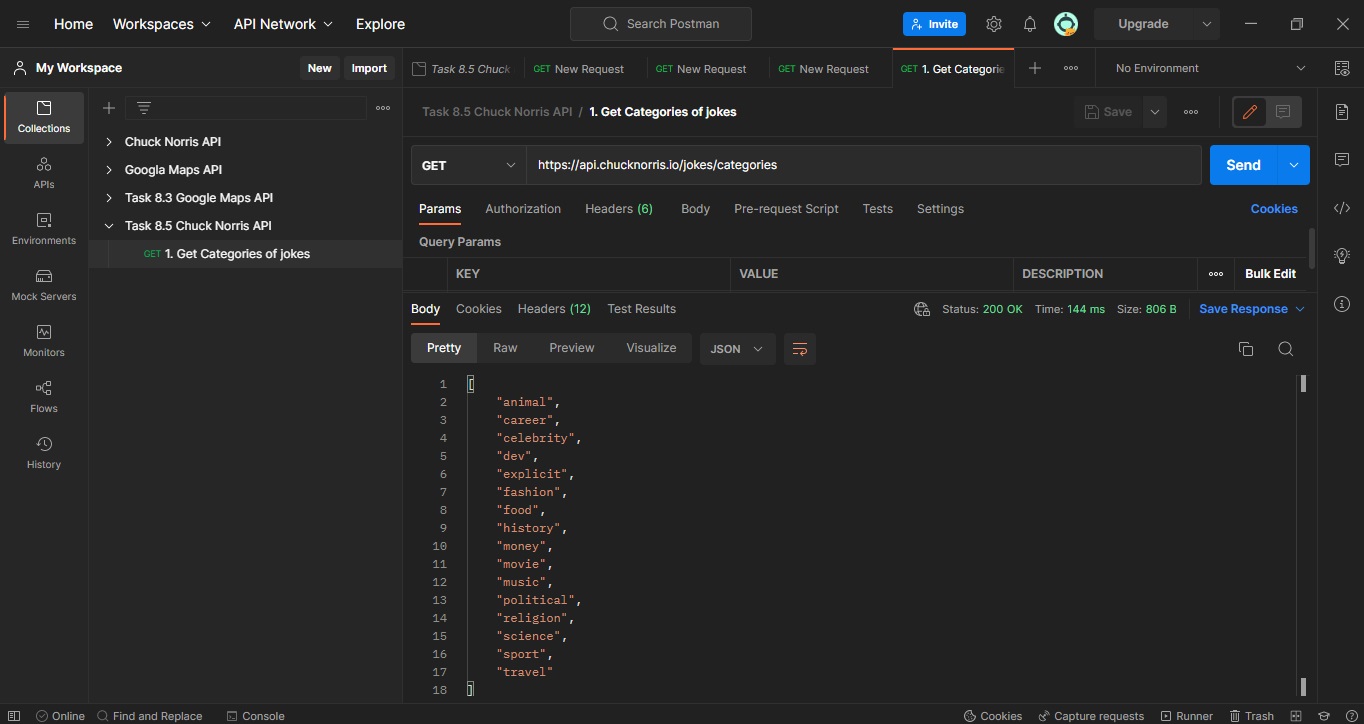 Home Workspaces API Network Explore Search Postman Invite Upgrade
My Workspace New Import Task 8.5 Chuck GET New Request GET New Request GET New Request GET 1. Get Categorie No Environment
Collections
APIs
Environments
Mock Servers
Monitors
Flows
History
Chuck Norris API
Googla Maps API
Task 8.3 Google Maps API
Task 8.5 Chuck Norris API
GET 1. Get Categories of jokes
Task 8.5 Chuck Norris API / 1. Get Categories of jokes Save
GET https://api.chucknorris.io/jokes/categories Send
Params Authorization Headers (6) Body Pre-request Script Tests Settings Cookies
Query Params
KEY VALUE DESCRIPTION Bulk Edit
Body Cookies Headers (12) Test Results Status: 200 OK Time: 144 ms Size: 806 B Save Response
Pretty Raw Preview Visualize JSON
1 [
2 "animal",
3 "career",
4 "celebrity",
5 "dev",
6 "explicit",
7 "fashion",
8 "food",
9 "history",
10 "money",
11 "movie",
12 "music",
13 "political",
14 "religion",
15 "science",
16 "sport",
17 "travel"
18 ]
Online Find and Replace Console Cookies Capture requests Runner Trash